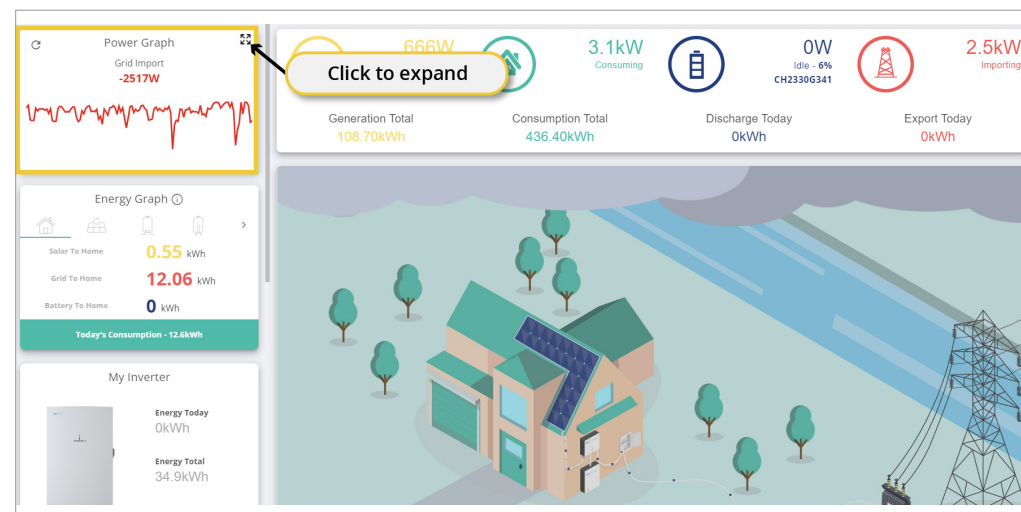 Power Graph
Grid Import
-2517W
Click to expand
666W
3.1kW
Consuming
0W
Idle - 6%
CH2330G341
2.5kW
Importing
Generation Total
108.70kWh
Consumption Total
436.40kWh
Discharge Today
0kWh
Export Today
0kWh
Energy Graph
Solar To Home 0.55 kWh
Grid To Home 12.06 kWh
Battery To Home 0 kWh
Today's Consumption - 12.6kWh
My Inverter
Energy Today
0kWh
Energy Total
34.9kWh